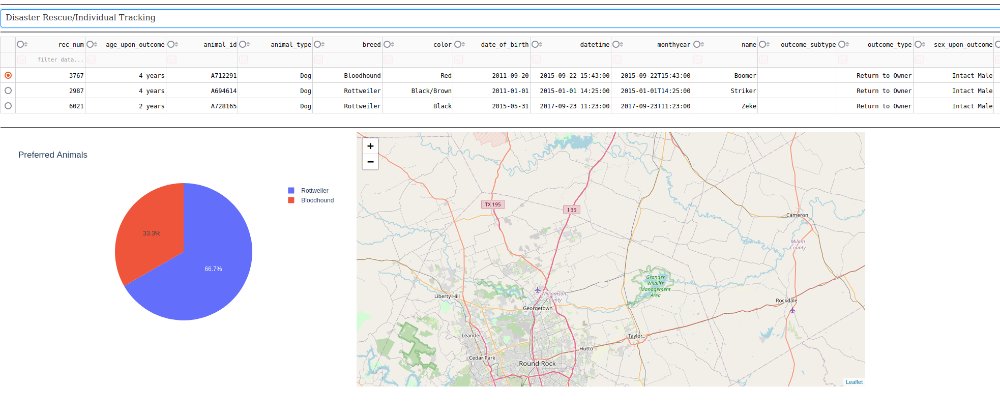 Disaster Rescue/Individual Tracking
rec_num age_upon_outcome animal_id animal_type breed color date_of_birth datetime monthyear name outcome_subtype outcome_type sex_upon_outcome
filter data...
3767 4 years A712291 Dog Bloodhound Red 2011-09-20 2015-09-22 15:43:00 2015-09-22T15:43:00 Boomer Return to Owner Intact Male
2987 4 years A694614 Dog Rottweiler Black/Brown 2011-01-01 2015-01-01 14:25:00 2015-01-01T14:25:00 Striker Return to Owner Intact Male
6021 2 years A728165 Dog Rottweiler Black 2015-05-31 2017-09-23 11:23:00 2017-09-23T11:23:00 Zeke Return to Owner Intact Male
Preferred Animals
Rottweiler
Bloodhound
33.3%
66.7%
+
−
TX 195
I 35
Cameron
Milam
County
Granger
Wildlife
Management
Area
Liberty Hill
Williamson
County
Georgetown
Rockdale
Leander
Taylor
Hutto
Cedar Park
Round Rock
Leaflet